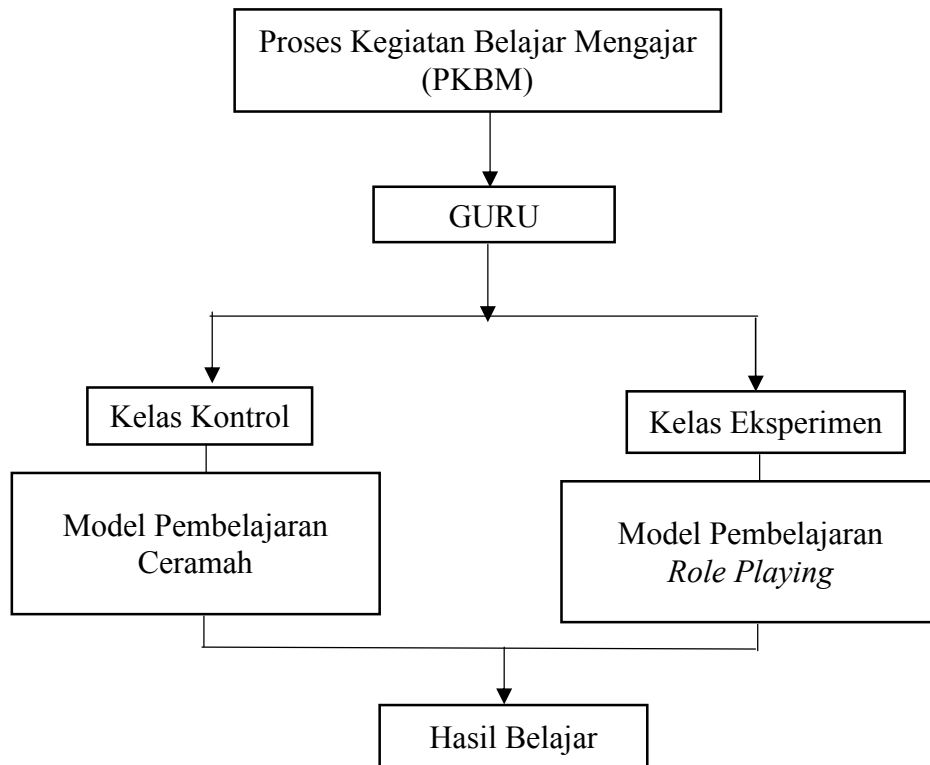 Proses Kegiatan Belajar Mengajar
(PKBM)
GURU
Kelas Kontrol
Kelas Eksperimen
Model Pembelajaran
Ceramah
Model Pembelajaran
Role Playing
Hasil Belajar